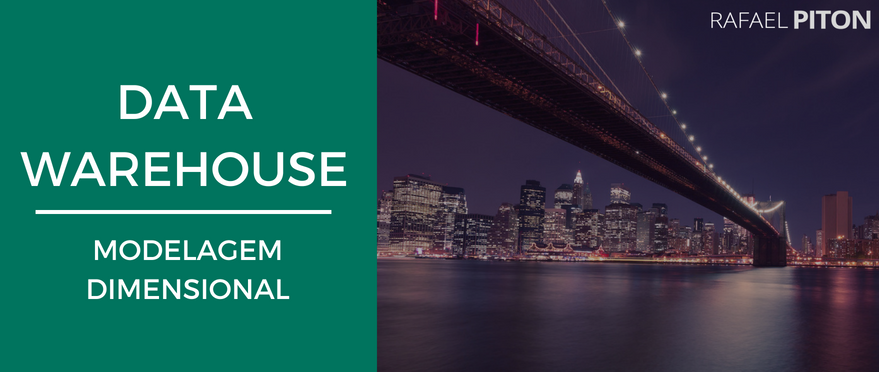 DATA
WAREHOUSE
MODELAGEM
DIMENSIONAL
RAFAEL PITON